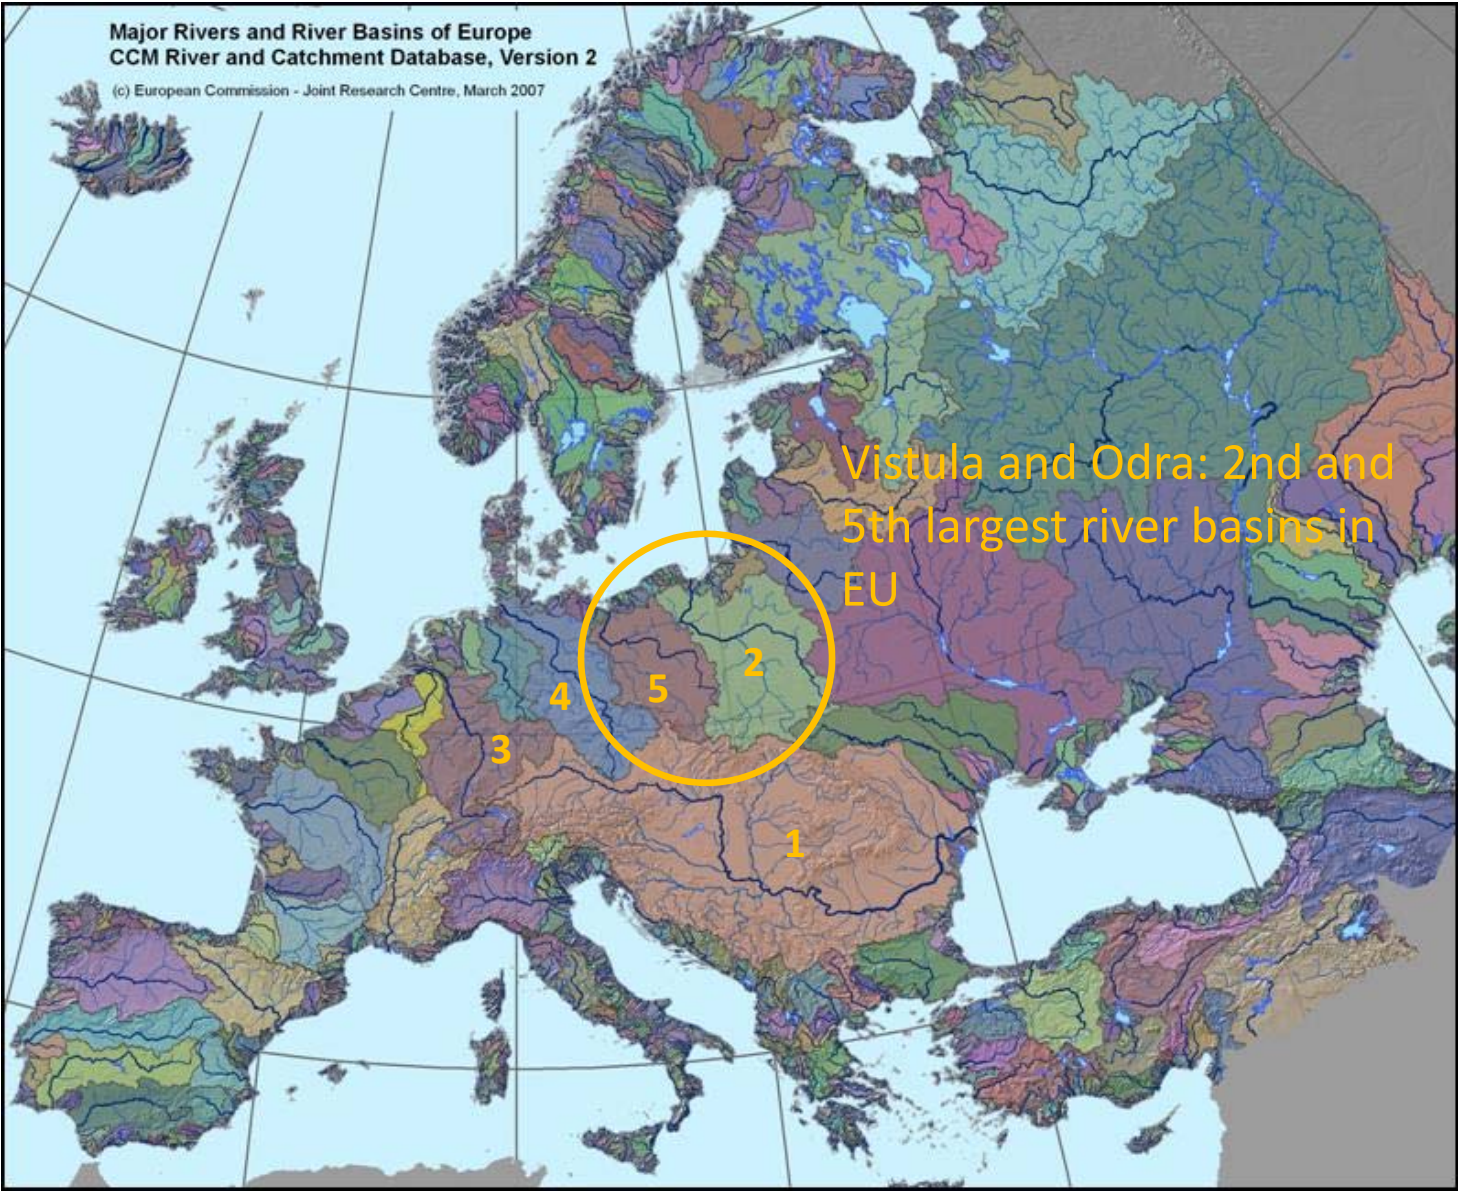 Major Rivers and River Basins of Europe
CCM River and Catchment Database, Version 2
(c) European Commission - Joint Research Centre, March 2007
Vistula and Odra: 2nd and
5th largest river basins in
EU
2
4
5
3
1